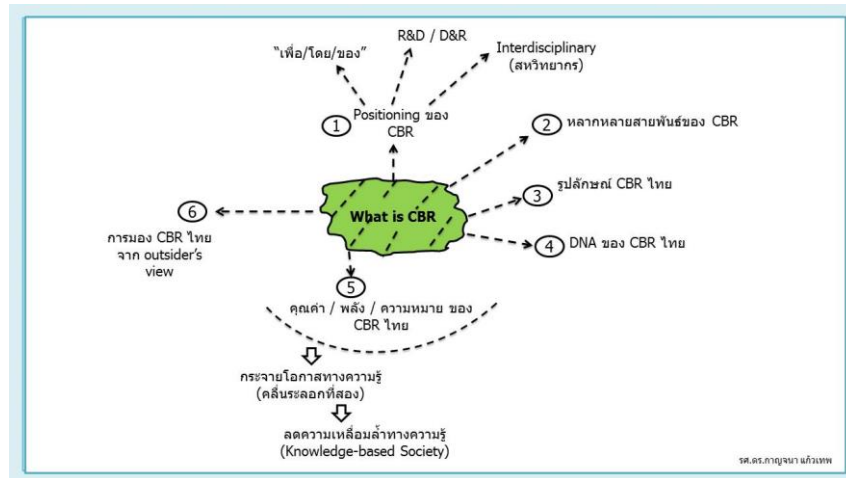 "เพื่อ/โดย/ของ"
R&D / D&R
Interdisciplinary
(สหวิทยากร)
1 Positioning ของ
CBR
2 หลากหลายสายพันธ์ของ CBR
What is CBR
3 รูปลักษณ์ CBR ไทย
4 DNA ของ CBR ไทย
6
การมอง CBR ไทย
จาก outsider's
view
5
คุณค่า / พลัง / ความหมาย ของ
CBR ไทย
กระจายโอกาสทางความรู้
(คลื่นระลอกที่สอง)
ลดความเหลื่อมล้ำทางความรู้
(Knowledge-based Society)
รศ.ดร.กาญจนา แก้วเทพ